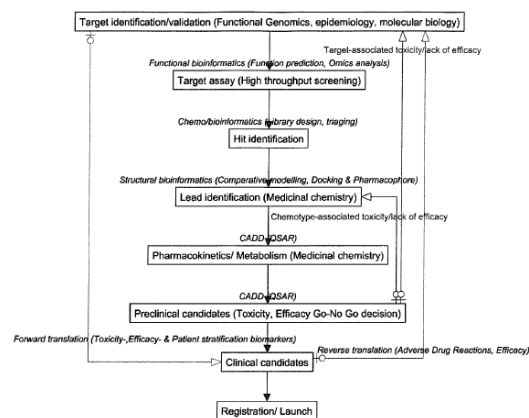 Target identification/validation (Functional Genomics, epidemiology, molecular biology)
Target-associated toxicity/lack of efficacy
Functional bioinformatics (Function prediction, Omics analysis)
Target assay (High throughput screening)
Chemo/bioinformatics (Library design, triaging)
Hit identification
Structural bioinformatics (Comparative modelling, Docking & Pharmacophore)
Lead identification (Medicinal chemistry)
Chemotype-associated toxicity/lack of efficacy
CADD (QSAR)
Pharmacokinetics/ Metabolism (Medicinal chemistry)
CADD (QSAR)
Preclinical candidates (Toxicity, Efficacy Go-No Go decision)
Forward translation (Toxicity-,Efficacy- & Patient stratification biomarkers)
Reverse translation (Adverse Drug Reactions, Efficacy)
Clinical candidates
Registration/ Launch